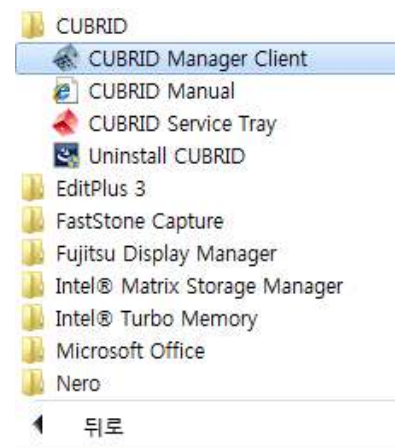 CUBRID
CUBRID Manager Client
CUBRID Manual
CUBRID Service Tray
Uninstall CUBRID
EditPlus 3
FastStone Capture
Fujitsu Display Manager
Intel® Matrix Storage Manager
Intel® Turbo Memory
Microsoft Office
Nero
뒤로